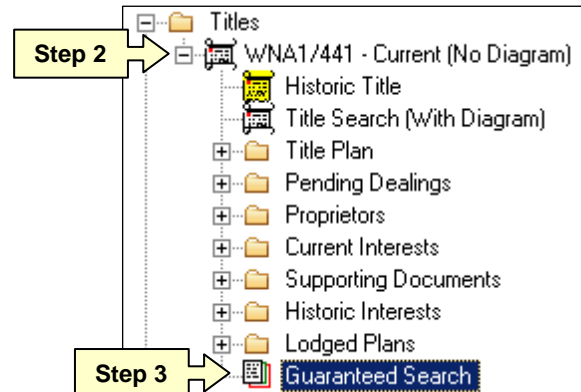 Titles
Step 2 WNA1/441 - Current (No Diagram)
Historic Title
Title Search (With Diagram)
Title Plan
Pending Dealings
Proprietors
Current Interests
Supporting Documents
Historic Interests
Lodged Plans
Step 3 Guaranteed Search